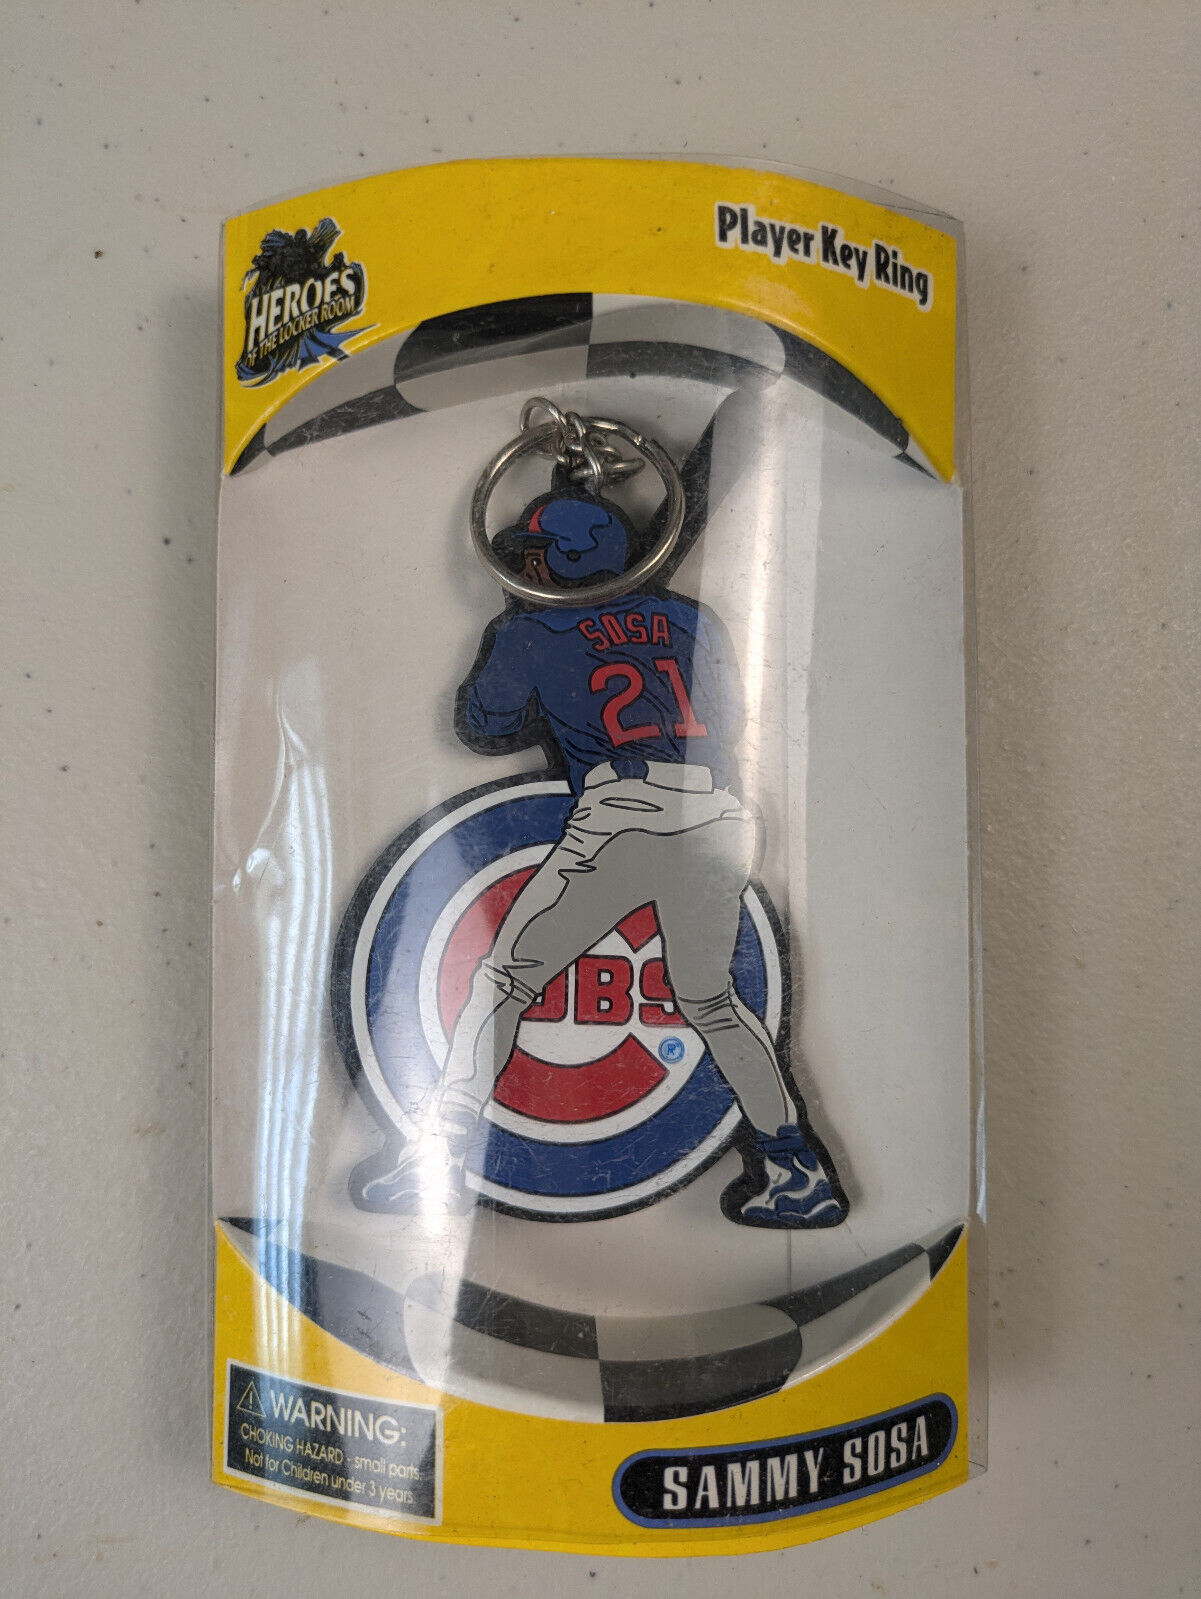 Player Key Ring
HEROES
OF THE LOCKER ROOM
SOSA
21
UBS
R
WARNING:
CHOKING HAZARD - small parts.
Not for Children under 3 years.
SAMMY SOSA